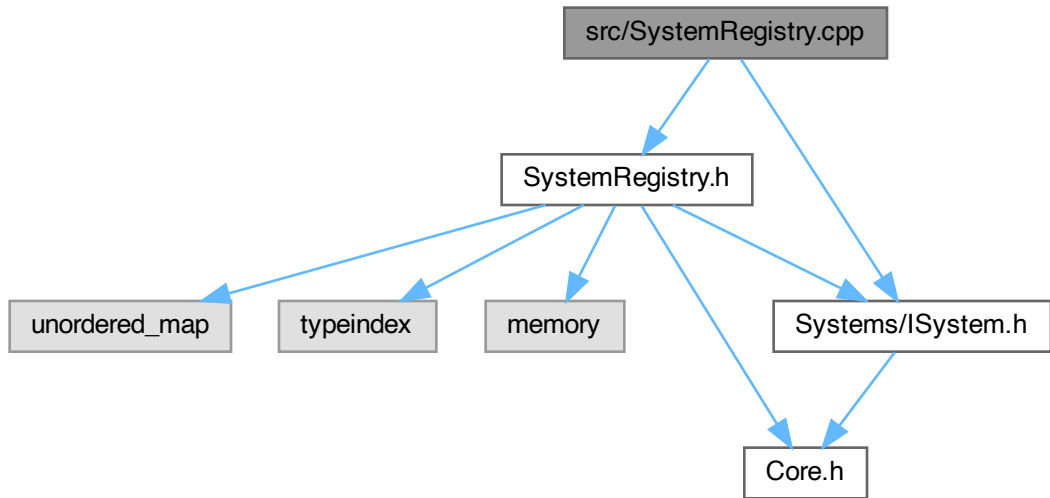 src/SystemRegistry.cpp
SystemRegistry.h
unordered_map
typeindex
memory
Systems/ISystem.h
Core.h